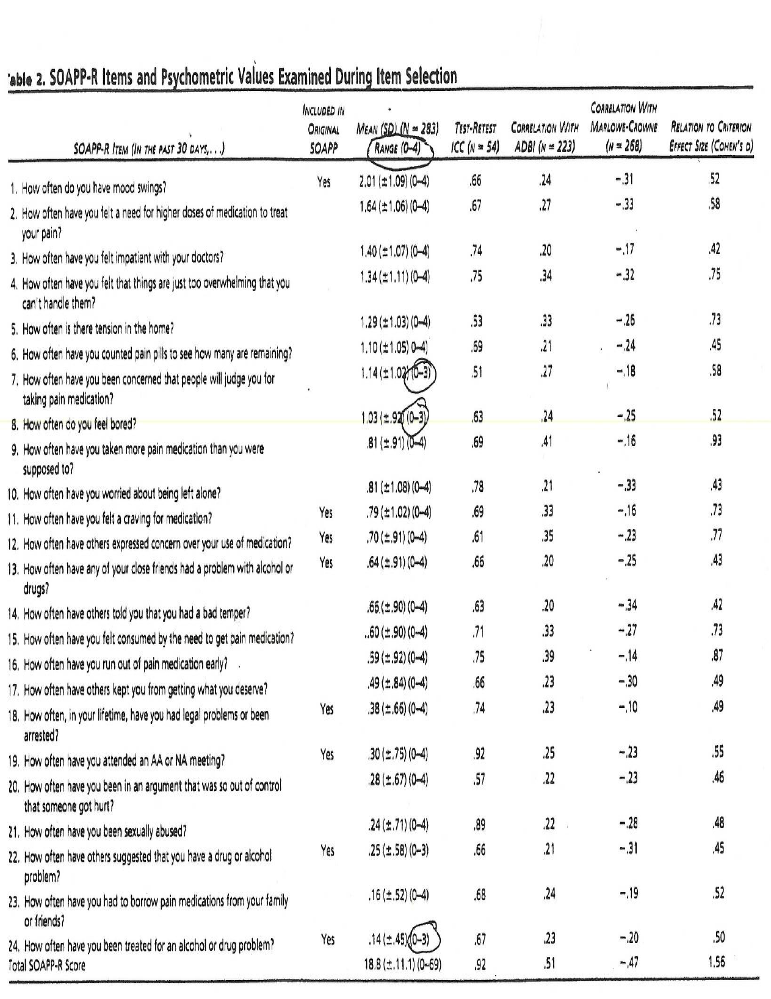 able 2. SOAPP-R Items and Psychometric Values Examined During Item Selection
SOAPP-R ITEM (IN THE PAST 30 DAYS,...) INCLUDED IN ORIGINAL SOAPP MEAN (SD) (N = 283) RANGE (0–4) TEST-RETEST ICC (N = 54) CORRELATION WITH ADBI (N = 223) CORRELATION WITH MARLOWE-CROWNE (N = 268) RELATION TO CRITERION EFFECT SIZE (COHEN'S D)
1. How often do you have mood swings? Yes 2.01 (±1.09) (0–4) .66 .24 –.31 .52
2. How often have you felt a need for higher doses of medication to treat 1.64 (±1.06) (0–4) .67 .27 –.33 .58
your pain?
3. How often have you felt impatient with your doctors? 1.40 (±1.07) (0–4) .74 .20 –.17 .42
4. How often have you felt that things are just too overwhelming that you 1.34 (±1.11) (0–4) .75 .34 –.32 .75
can't handle them?
5. How often is there tension in the home? 1.29 (±1.03) (0–4) .53 .33 –.26 .73
6. How often have you counted pain pills to see how many are remaining? 1.10 (±1.05) 0–4) .69 .21 –.24 .45
7. How often have you been concerned that people will judge you for 1.14 (±1.02) (0–3) .51 .27 –.18 .58
taking pain medication?
8. How often do you feel bored? 1.03 (±.92) (0–3) .63 .24 –.25 .52
9. How often have you taken more pain medication than you were .81 (±.91) (0–4) .69 .41 –.16 .93
supposed to?
10. How often have you worried about being left alone? .81 (±1.08) (0–4) .78 .21 –.33 .43
11. How often have you felt a craving for medication? Yes .79 (±1.02) (0–4) .69 .33 –.16 .73
12. How often have others expressed concern over your use of medication? Yes .70 (±.91) (0–4) .61 .35 –.23 .77
13. How often have any of your close friends had a problem with alcohol or Yes .64 (±.91) (0–4) .66 .20 –.25 .43
drugs?
14. How often have others told you that you had a bad temper? .66 (±.90) (0–4) .63 .20 –.34 .42
15. How often have you felt consumed by the need to get pain medication? ..60 (±.90) (0–4) .71 .33 –.27 .73
16. How often have you run out of pain medication early? .59 (±.92) (0–4) .75 .39 –.14 .87
17. How often have others kept you from getting what you deserve? .49 (±.84) (0–4) .66 .23 –.30 .49
18. How often, in your lifetime, have you had legal problems or been Yes .38 (±.66) (0–4) .74 .23 –.10 .49
arrested?
19. How often have you attended an AA or NA meeting? Yes .30 (±.75) (0–4) .92 .25 –.23 .55
20. How often have you been in an argument that was so out of control .28 (±.67) (0–4) .57 .22 –.23 .46
that someone got hurt?
21. How often have you been sexually abused? .24 (±.71) (0–4) .89 .22 –.28 .48
22. How often have others suggested that you have a drug or alcohol Yes .25 (±.58) (0–3) .66 .21 –.31 .45
problem?
23. How often have you had to borrow pain medications from your family .16 (±.52) (0–4) .68 .24 –.19 .52
or friends?
24. How often have you been treated for an alcohol or drug problem? Yes .14 (±.45) (0–3) .67 .23 –.20 .50
Total SOAPP-R Score 18.8 (±.11.1) (0–69) .92 .51 –.47 1.56